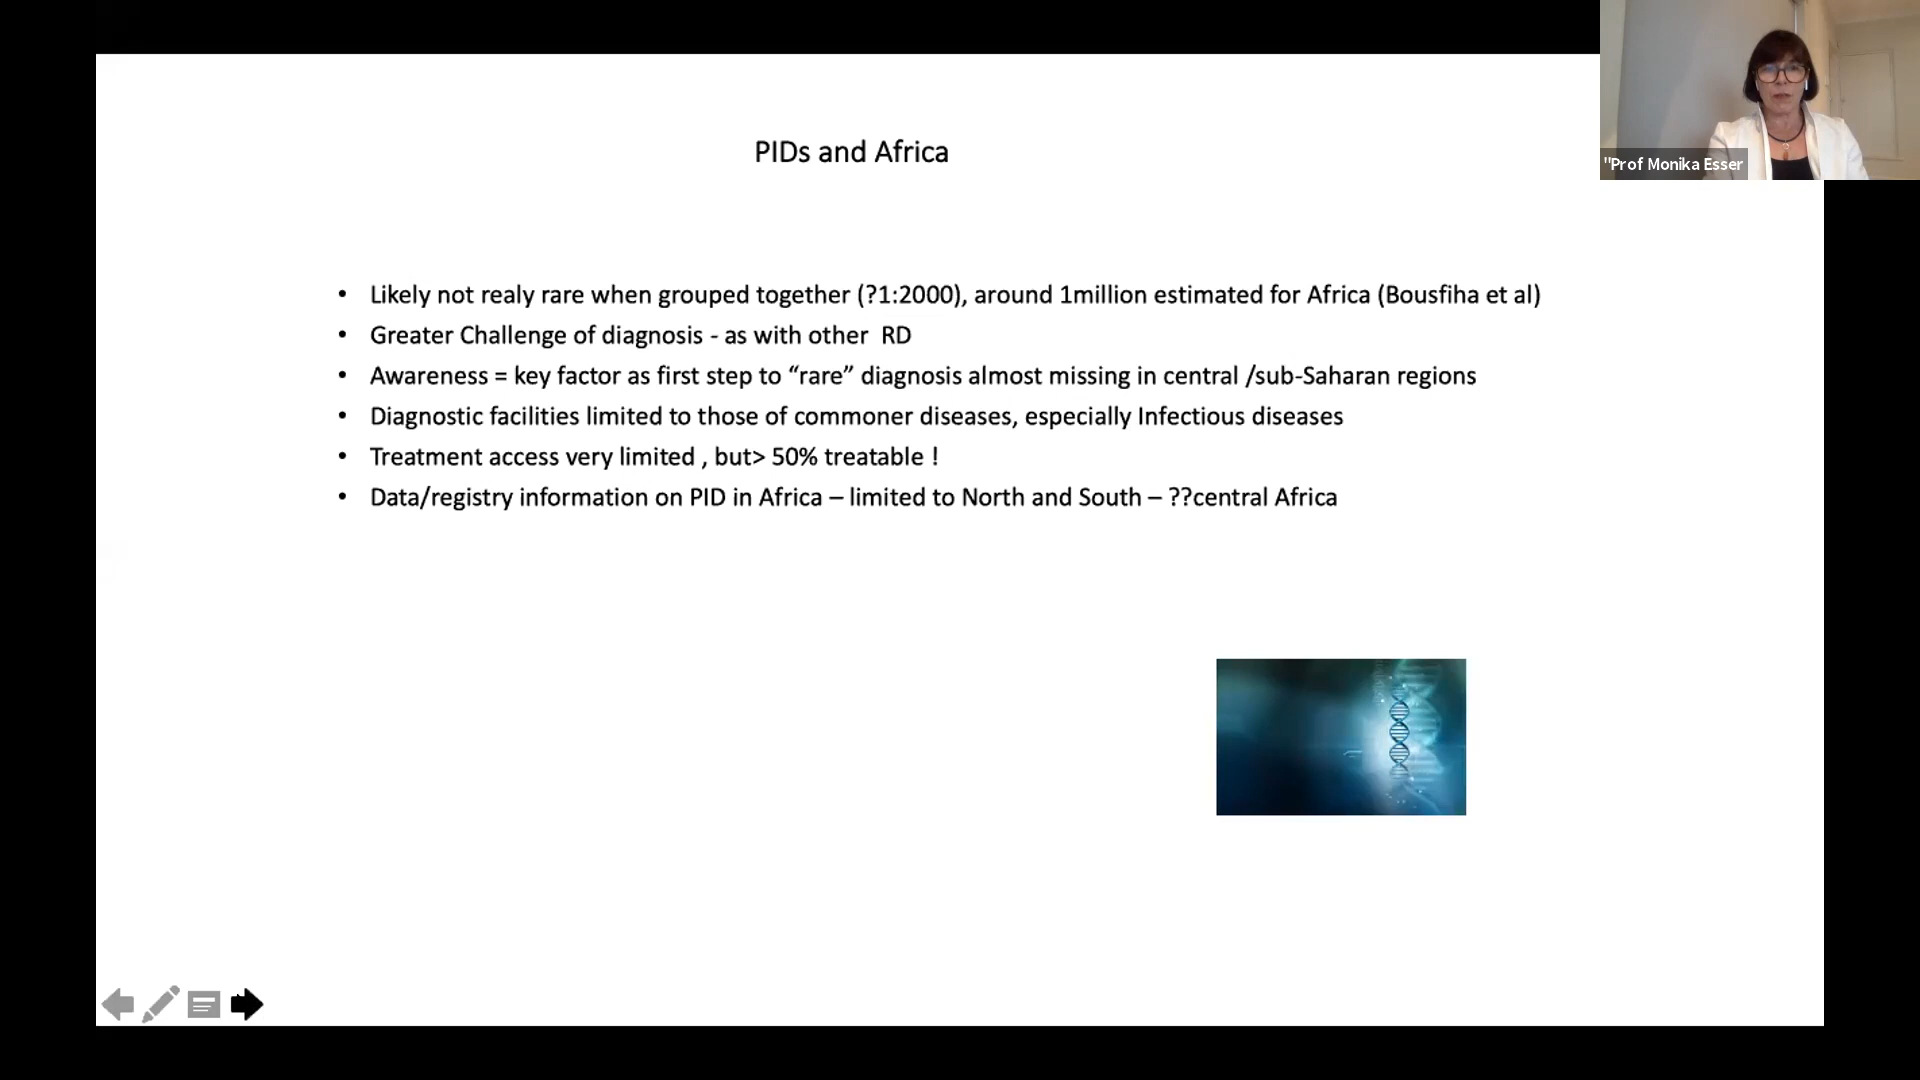 PIDs and Africa
"Prof Monika Esser
• Likely not realy rare when grouped together (?1:2000), around 1million estimated for Africa (Bousfiha et al)
• Greater Challenge of diagnosis - as with other  RD
• Awareness = key factor as first step to “rare” diagnosis almost missing in central /sub-Saharan regions
• Diagnostic facilities limited to those of commoner diseases, especially Infectious diseases
• Treatment access very limited , but> 50% treatable !
• Data/registry information on PID in Africa – limited to North and South – ??central Africa